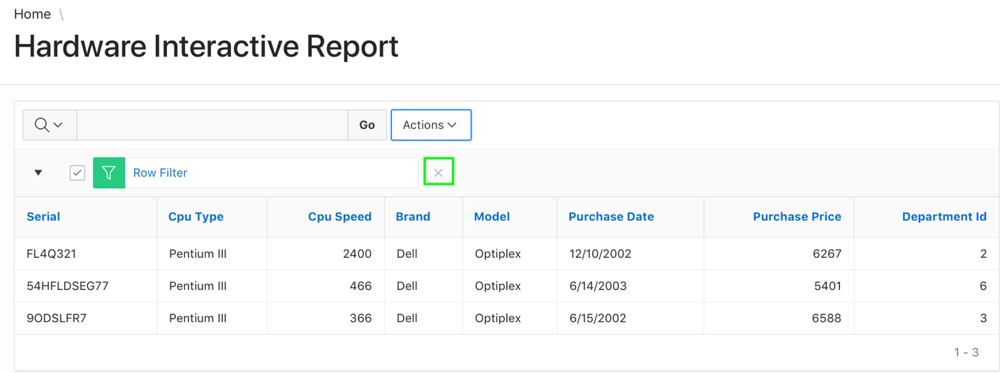 Home \
Hardware Interactive Report
Go Actions
Row Filter
Serial Cpu Type Cpu Speed Brand Model Purchase Date Purchase Price Department Id
FL4Q321 Pentium III 2400 Dell Optiplex 12/10/2002 6267 2
54HFLDSEG77 Pentium III 466 Dell Optiplex 6/14/2003 5401 6
9ODSLFR7 Pentium III 366 Dell Optiplex 6/15/2002 6588 3
1 - 3